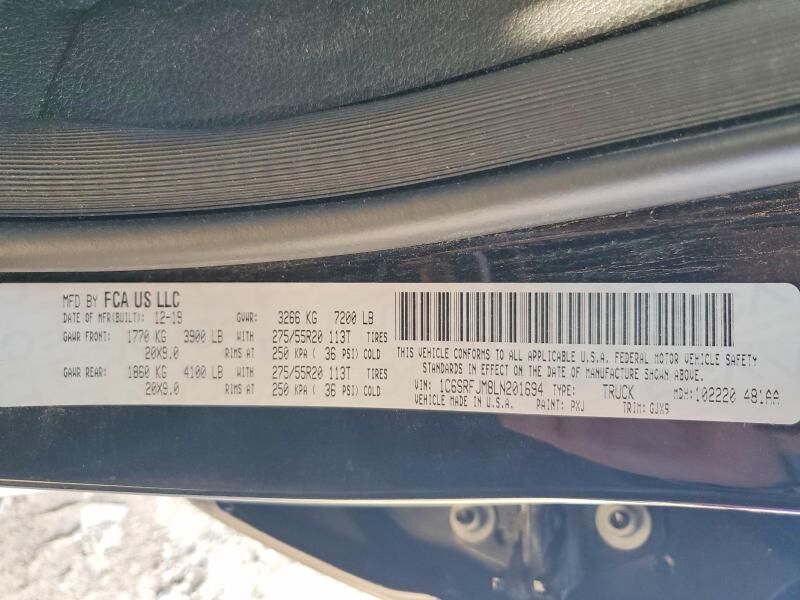 MFD BY FCA US LLC
DATE OF MFR(BUILT): 12-19 GVWR: 3266 KG 7200 LB
GAWR FRONT: 1770 KG 3900 LB WITH 275/55R20 113T TIRES
20X9.0 RIMS AT 250 KPA ( 36 PSI) COLD
GAWR REAR: 1860 KG 4100 LB WITH 275/55R20 113T TIRES
20X9.0 RIMS AT 250 KPA ( 36 PSI) COLD
THIS VEHICLE CONFORMS TO ALL APPLICABLE U.S.A. FEDERAL MOTOR VEHICLE SAFETY
STANDARDS IN EFFECT ON THE DATE OF MANUFACTURE SHOWN ABOVE.
VIN: 1C6SRFJM8LN201694 TYPE: TRUCK MDH:102220 481AA
VEHICLE MADE IN U.S.A. PAINT: PXJ TRIM: GJX9